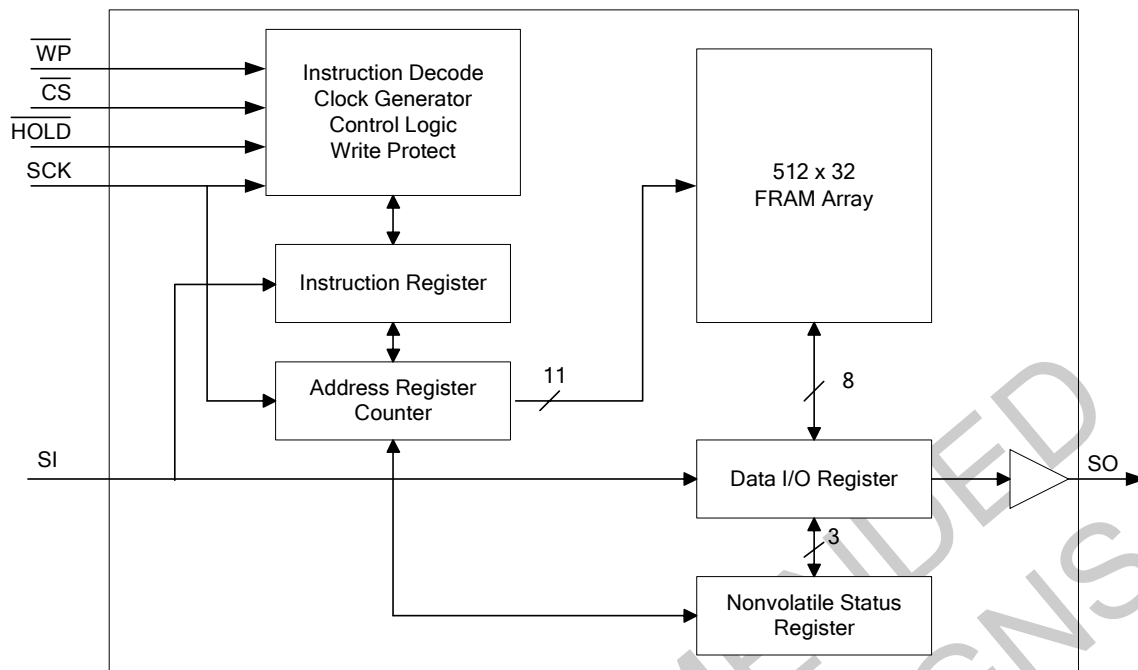 WP
CS
HOLD
SCK
Instruction Decode
Clock Generator
Control Logic
Write Protect
512 x 32
FRAM Array
Instruction Register
Address Register
Counter
11
8
SI
Data I/O Register
SO
3
Nonvolatile Status
Register